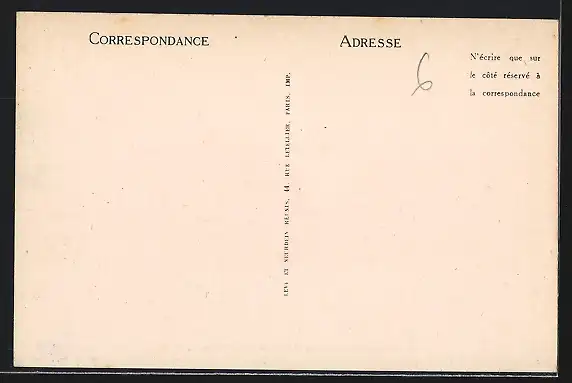 CORRESPONDANCE
ADRESSE
6
N'écrire que sur
le côté réservé à
la correspondance
LEVY ET NEURDEIN RÉUNIS, 44, RUE LETELLIER, PARIS. IMP.